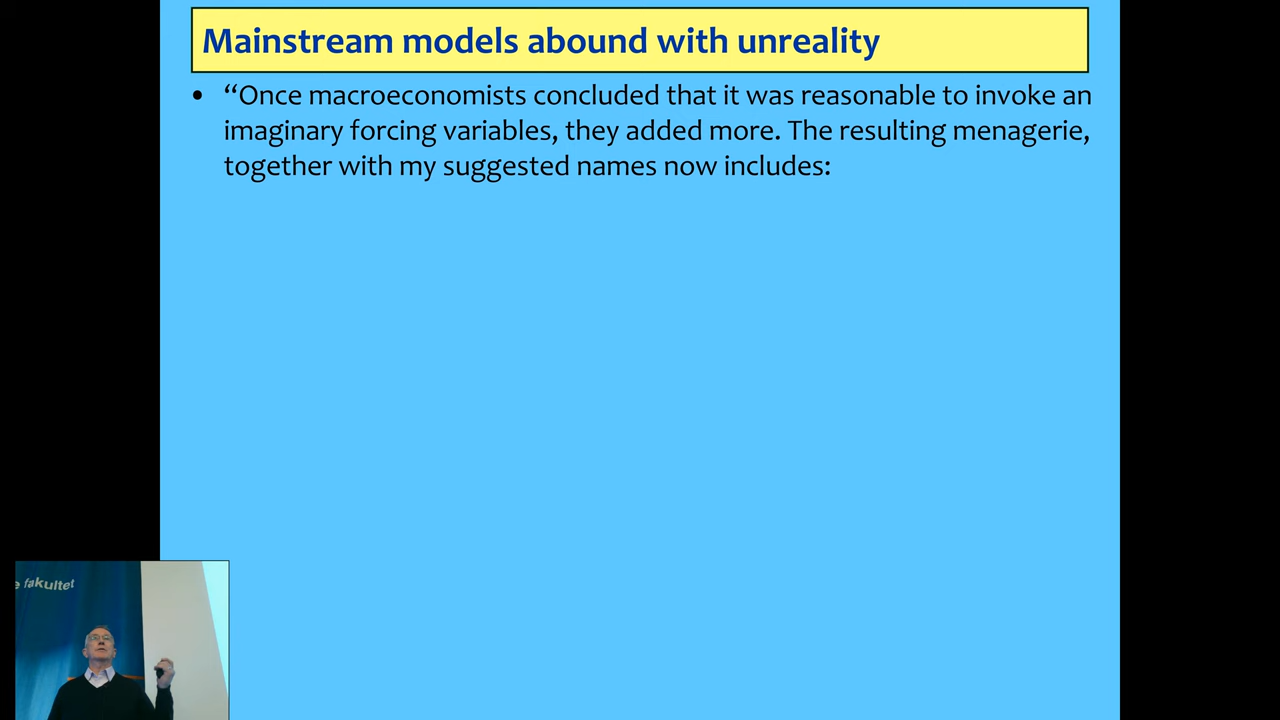 Mainstream models abound with unreality
• “Once macroeconomists concluded that it was reasonable to invoke an
imaginary forcing variables, they added more. The resulting menagerie,
together with my suggested names now includes:
e fakultet